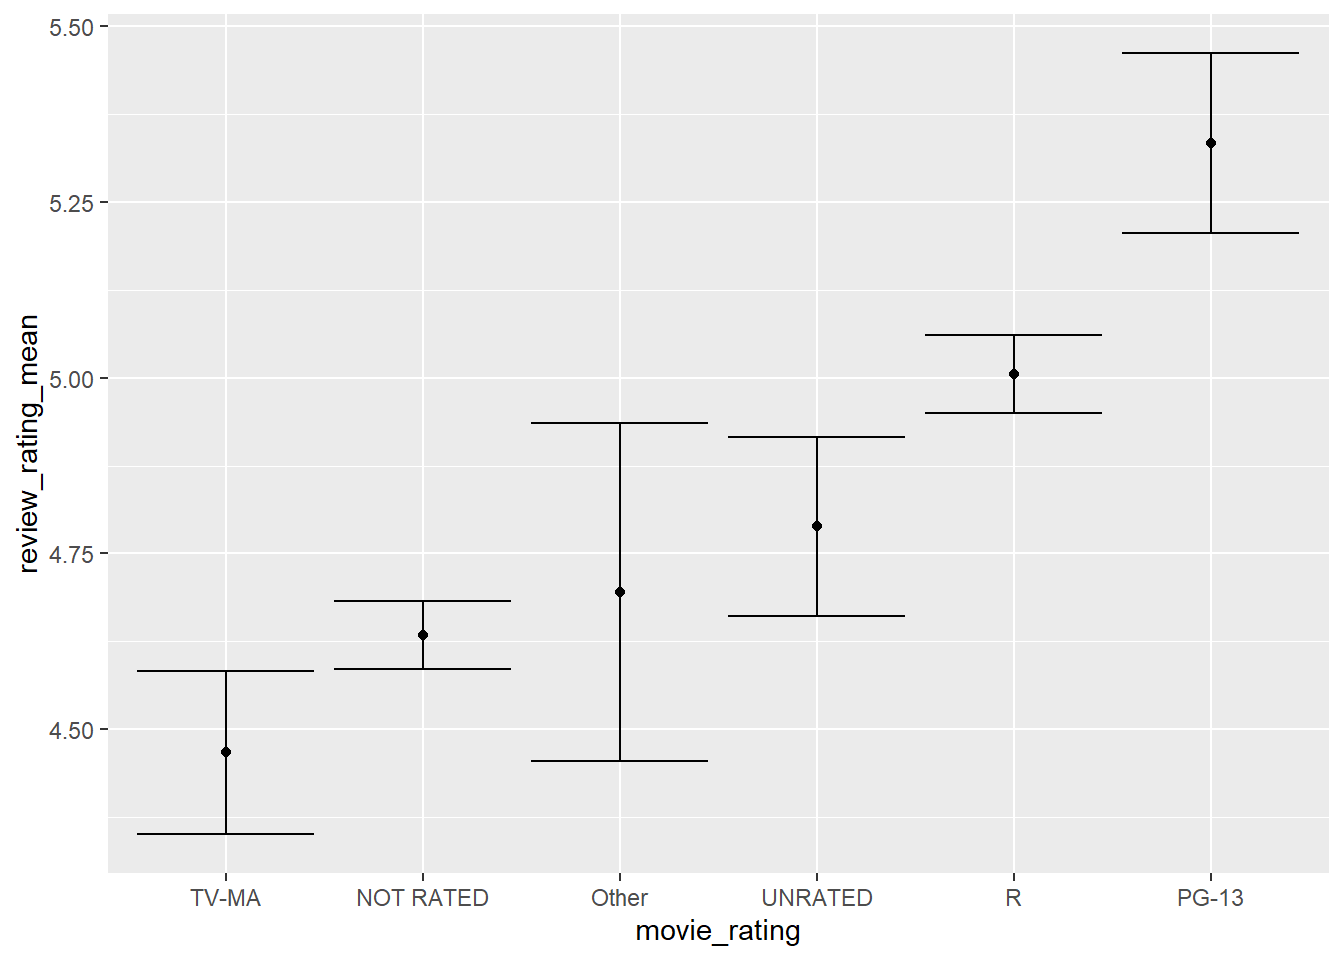 5.50
5.25
5.00
4.75
4.50
review_rating_mean
TV-MA NOT RATED Other UNRATED R PG-13
movie_rating